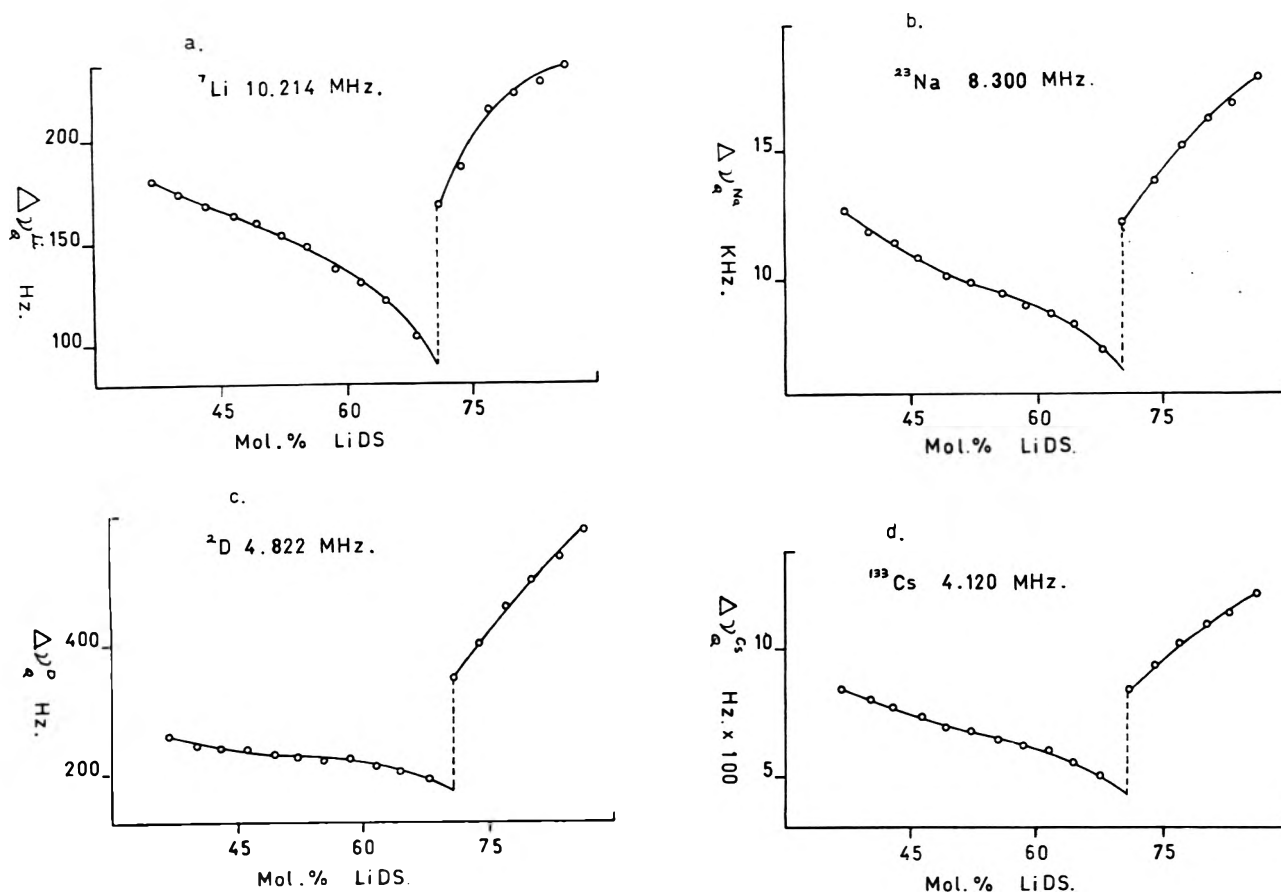 a.
⁷Li 10.214 MHz.
200
150
100
Δν_Q^Li Hz.
45 60 75
Mol.% LiDS
b.
²³Na 8.300 MHz.
15
10
Δν_Q^Na KHz.
45 60 75
Mol.% LiDS.
c.
²D 4.822 MHz.
400
200
Δν_Q^D Hz.
45 60 75
Mol.% LiDS.
d.
¹³³Cs 4.120 MHz.
10
5
Δν_Q^Cs Hz. x 100
45 60 75
Mol.% LiDS.